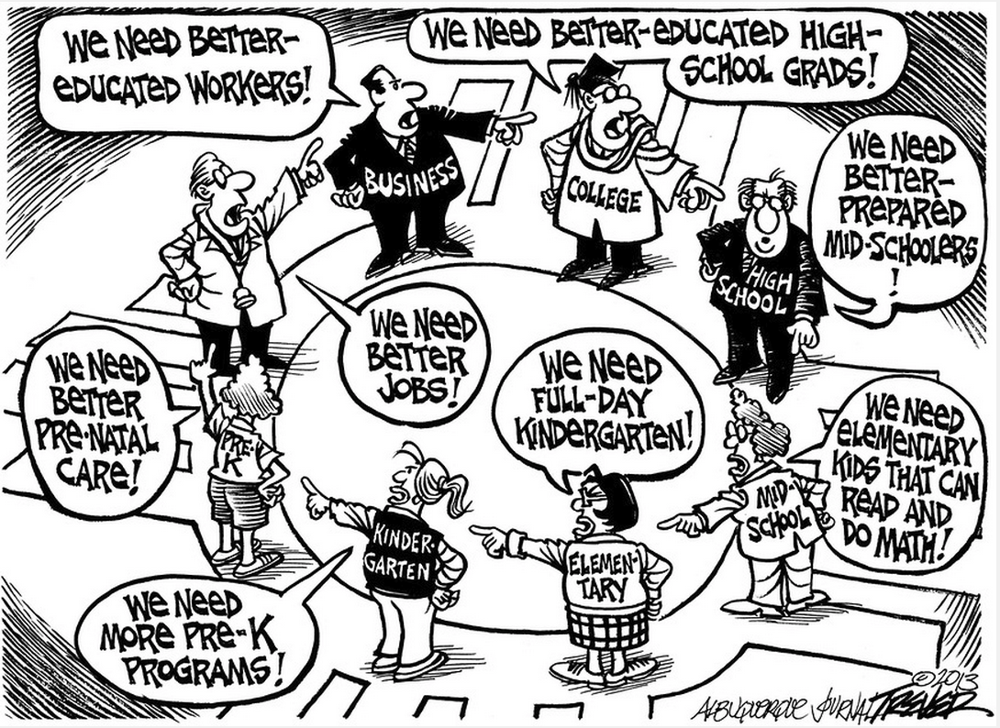 WE NEED BETTER-
EDUCATED WORKERS!
WE NEED BETTER-EDUCATED HIGH-
SCHOOL GRADS!
BUSINESS
COLLEGE
HIGH
SCHOOL
WE NEED
BETTER-
PREPARED
MID-SCHOOLERS
!
WE NEED
BETTER
JOBS!
WE NEED
FULL-DAY
KINDERGARTEN!
WE NEED
ELEMENTARY
KIDS THAT CAN
READ AND
DO MATH!
MID-
SCHOOL
ELEMEN-
TARY
KINDER-
GARTEN
WE NEED
MORE PRE-K
PROGRAMS!
PRE-
K
WE NEED
BETTER
PRE-NATAL
CARE!
©2013
ALBUQUERQUE JOURNAL TREVER